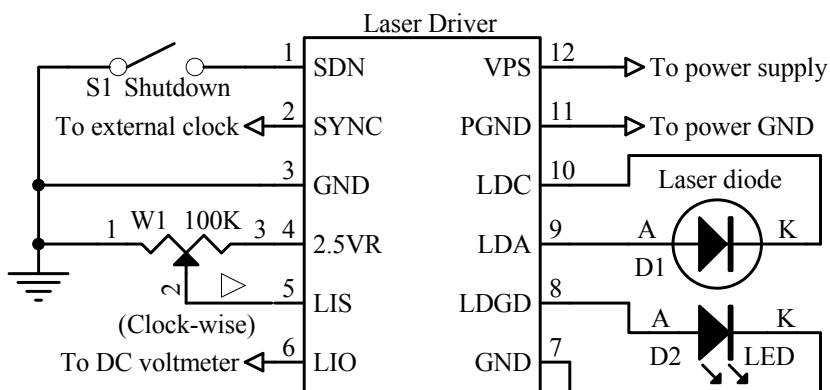 Laser Driver
1 SDN VPS 12 To power supply
S1 Shutdown
To external clock 2 SYNC PGND 11 To power GND
3 GND LDC 10 Laser diode
1 W1 100K 3 4 2.5VR LDA 9 A D1 K
2 5 LIS LDGD 8 A D2 K LED
(Clock-wise)
To DC voltmeter 6 LIO GND 7